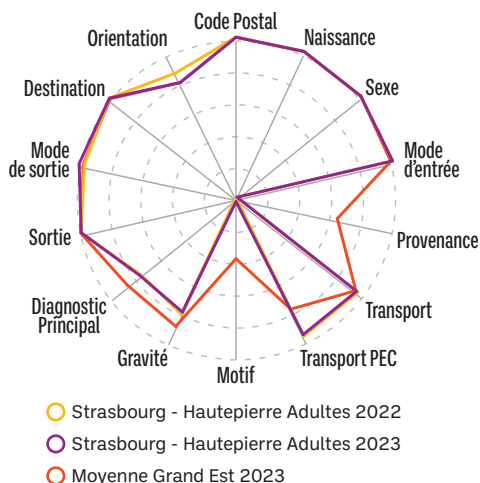 Code Postal
Naissance
Sexe
Mode
d'entrée
Provenance
Transport
Transport PEC
Motif
Gravité
Diagnostic
Principal
Sortie
Mode
de sortie
Destination
Orientation
Strasbourg - Hautepierre Adultes 2022
Strasbourg - Hautepierre Adultes 2023
Moyenne Grand Est 2023